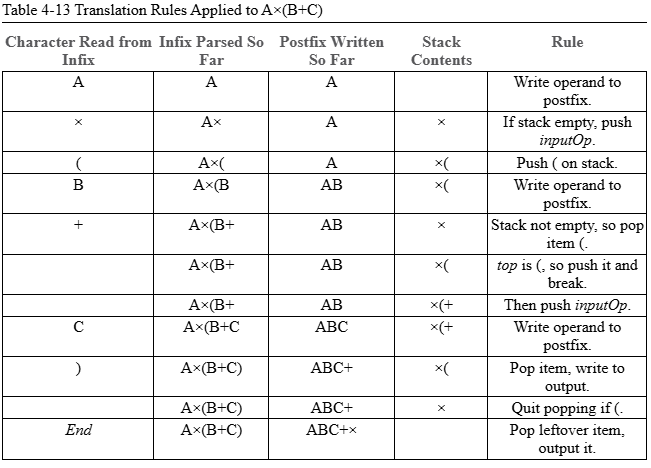 Table 4-13 Translation Rules Applied to A×(B+C)
Character Read from Infix Infix Parsed So Far Postfix Written So Far Stack Contents Rule
A A A Write operand to postfix.
× A× A × If stack empty, push inputOp.
( A×( A ×( Push ( on stack.
B A×(B AB ×( Write operand to postfix.
+ A×(B+ AB × Stack not empty, so pop item (.
A×(B+ AB ×( top is (, so push it and break.
A×(B+ AB ×(+ Then push inputOp.
C A×(B+C ABC ×(+ Write operand to postfix.
) A×(B+C) ABC+ ×( Pop item, write to output.
A×(B+C) ABC+ × Quit popping if (.
End A×(B+C) ABC+× Pop leftover item, output it.